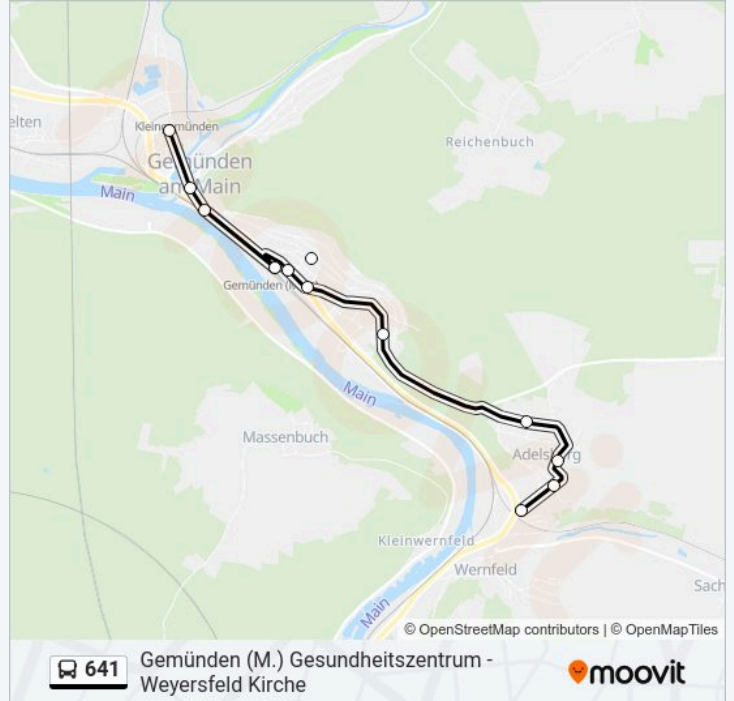 elten
Kleingemünden
Reichenbuch
Gemünden
am Main
Main
Gemünden (M
Main
Massenbuch
Adelsberg
Kleinwernfeld
Wernfeld
Sach
Main
© OpenStreetMap contributors | © OpenMapTiles
641
Gemünden (M.) Gesundheitszentrum -
Weyersfeld Kirche
moovit